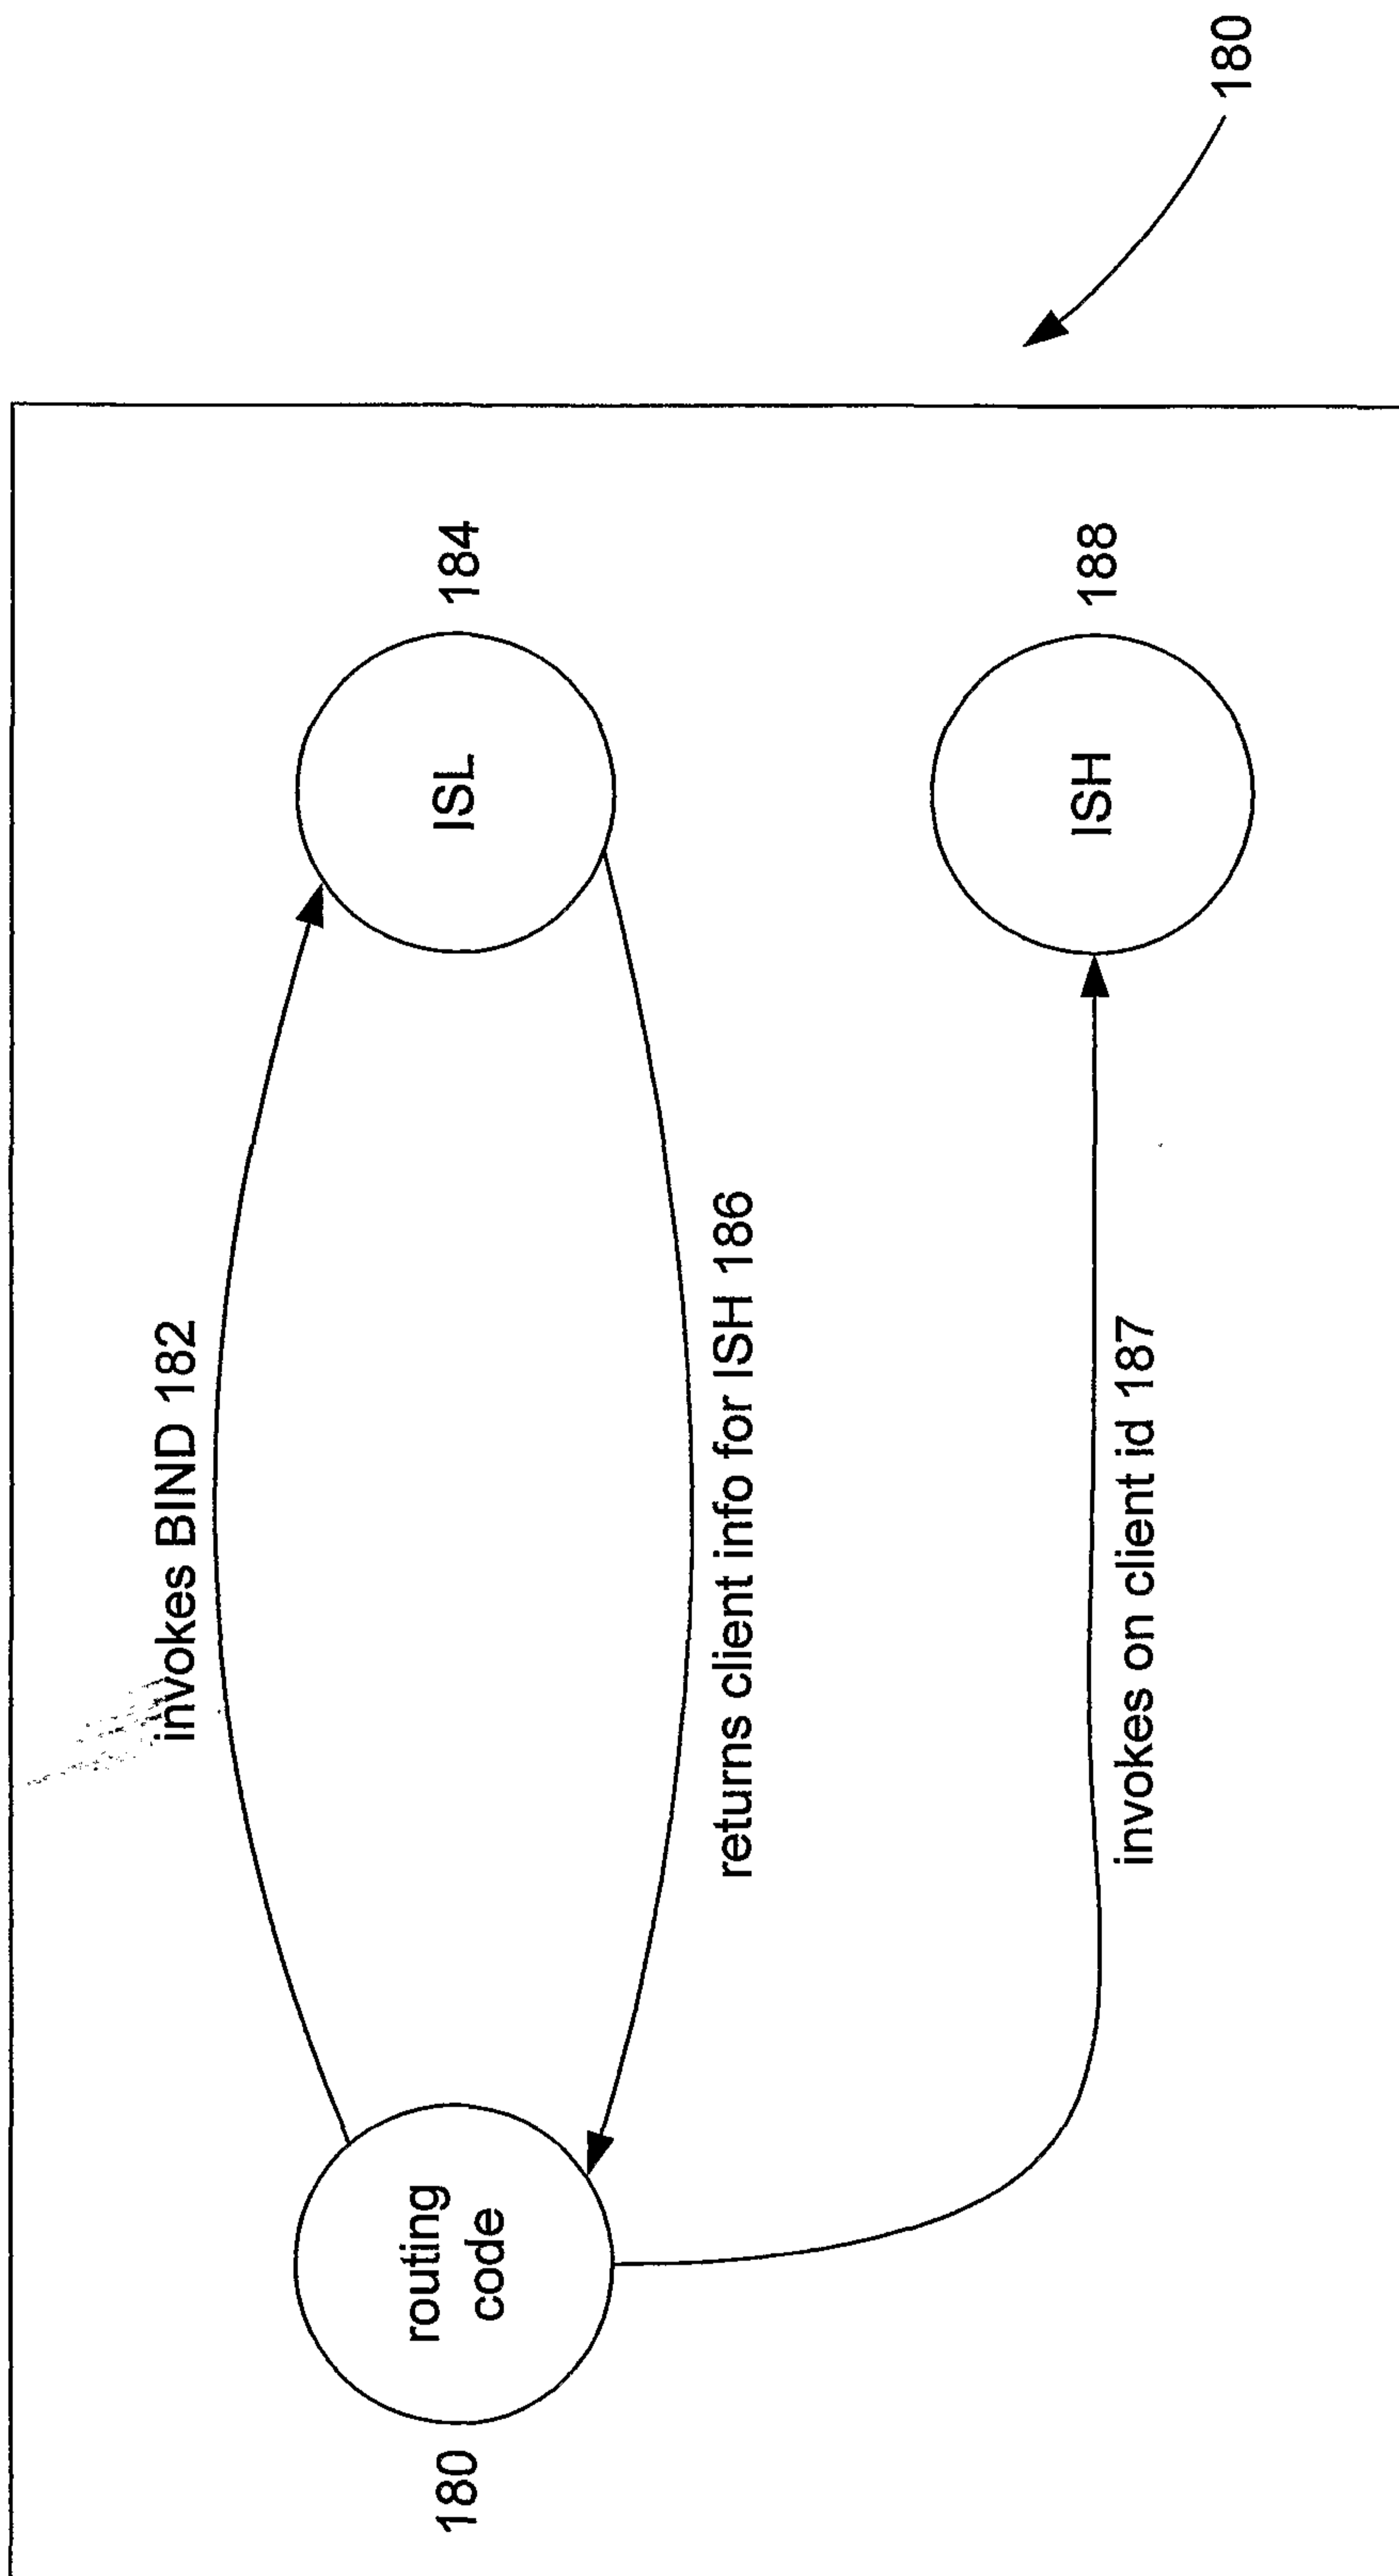 invokes BIND 182
180
routing
code
ISL
184
returns client info for ISH 186
invokes on client id 187
ISH
188
180